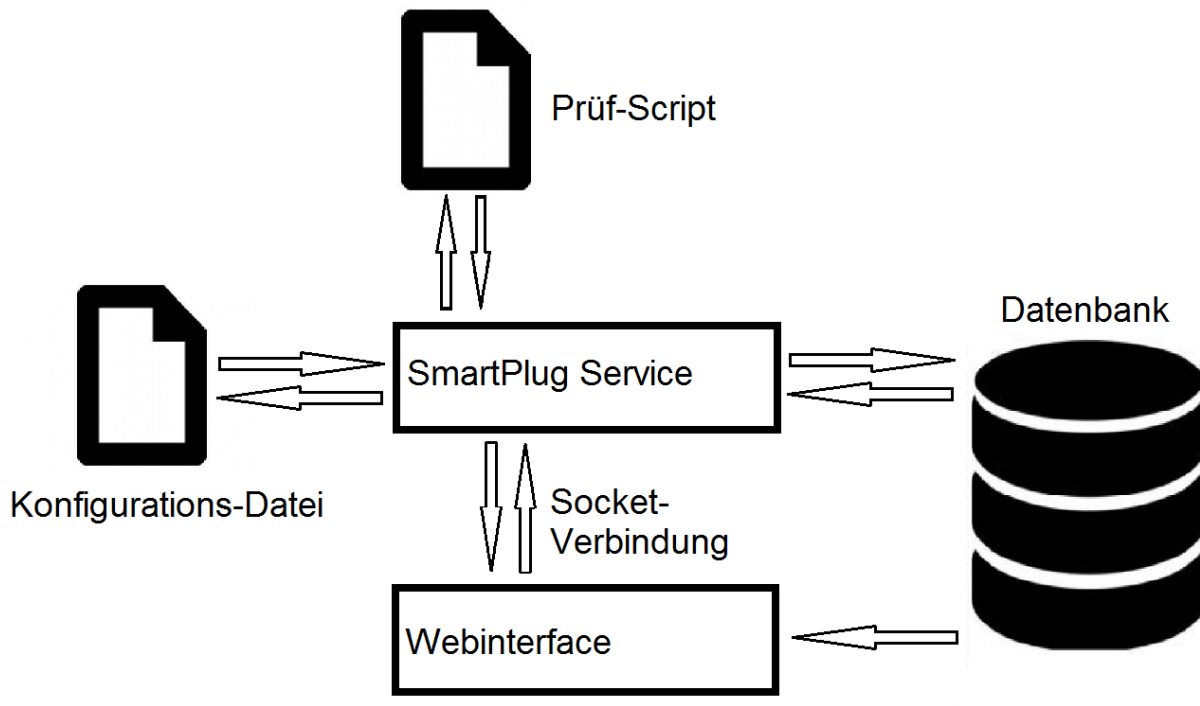 Prüf-Script
Datenbank
SmartPlug Service
Konfigurations-Datei
Socket-
Verbindung
Webinterface